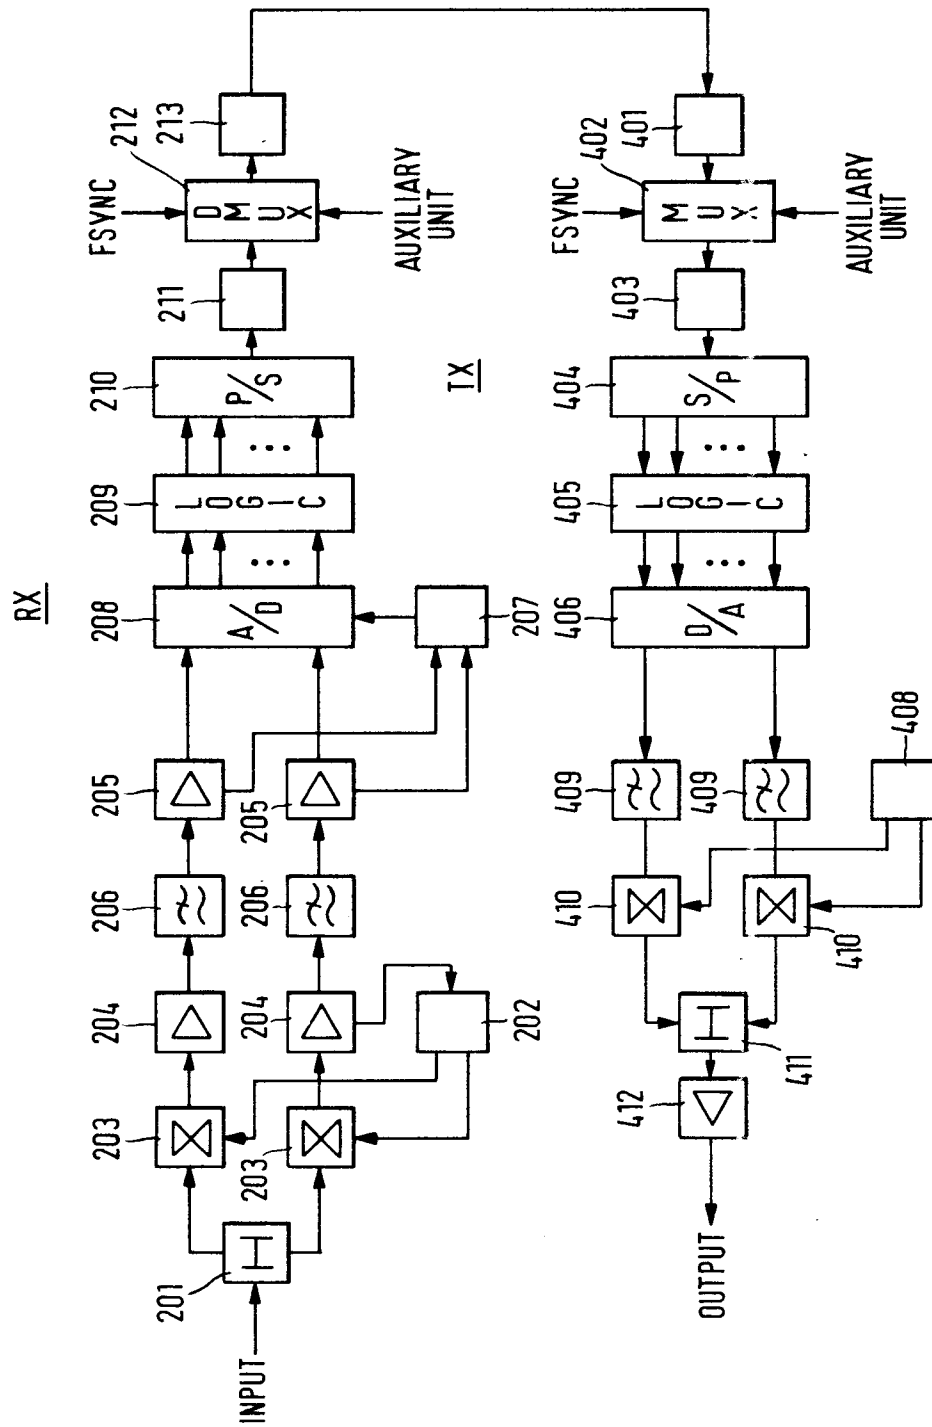 RX
INPUT
201
203
203
204
204
202
206
206
205
205
207
208
A/D
209
LOGIC
210
P/S
211
FSYNC
212
DMUX
AUXILIARY
UNIT
213
TX
401
FSYNC
402
MUX
AUXILIARY
UNIT
403
404
S/P
405
LOGIC
406
D/A
408
409
409
410
410
411
412
OUTPUT